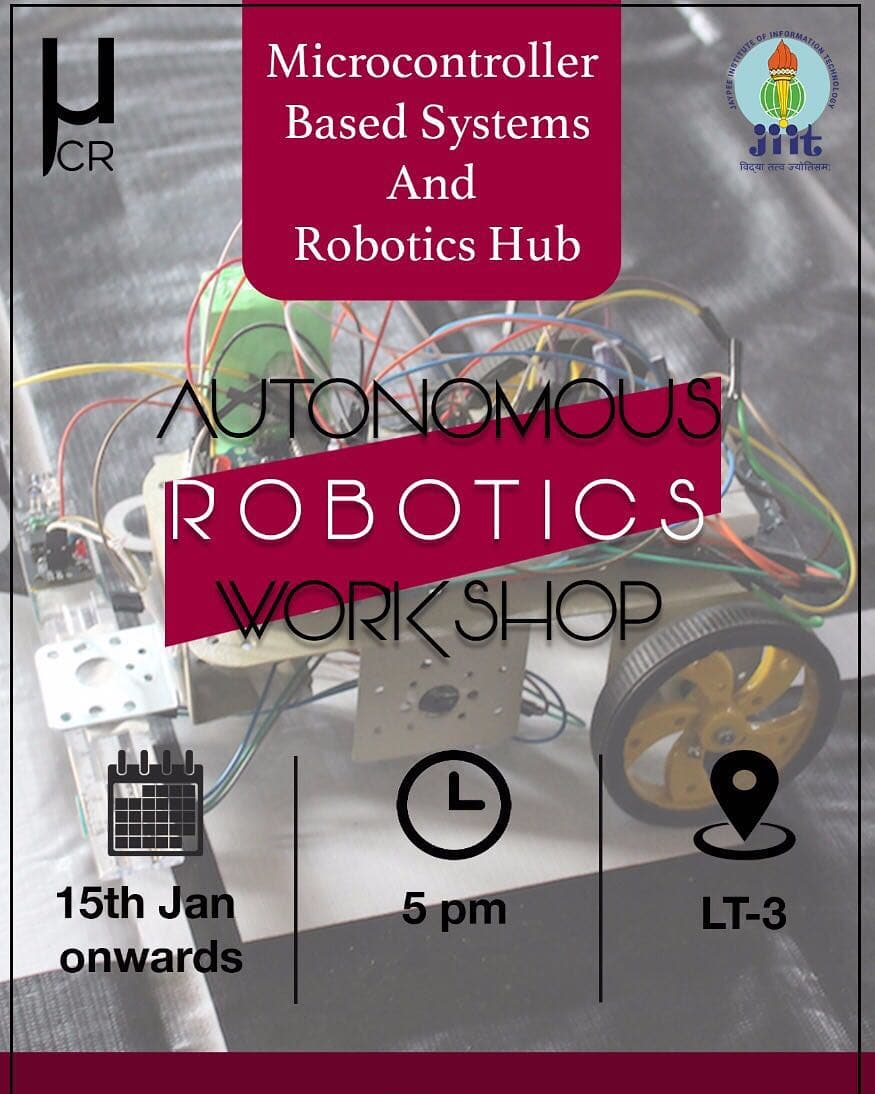 μCR
Microcontroller
Based Systems
And
Robotics Hub
JAYPEE INSTITUTE OF INFORMATION TECHNOLOGY
jiit
विद्या तत्व ज्योतिसमः
AUTONOMOUS
ROBOTICS
WORKSHOP
15th Jan
onwards
5 pm
LT-3